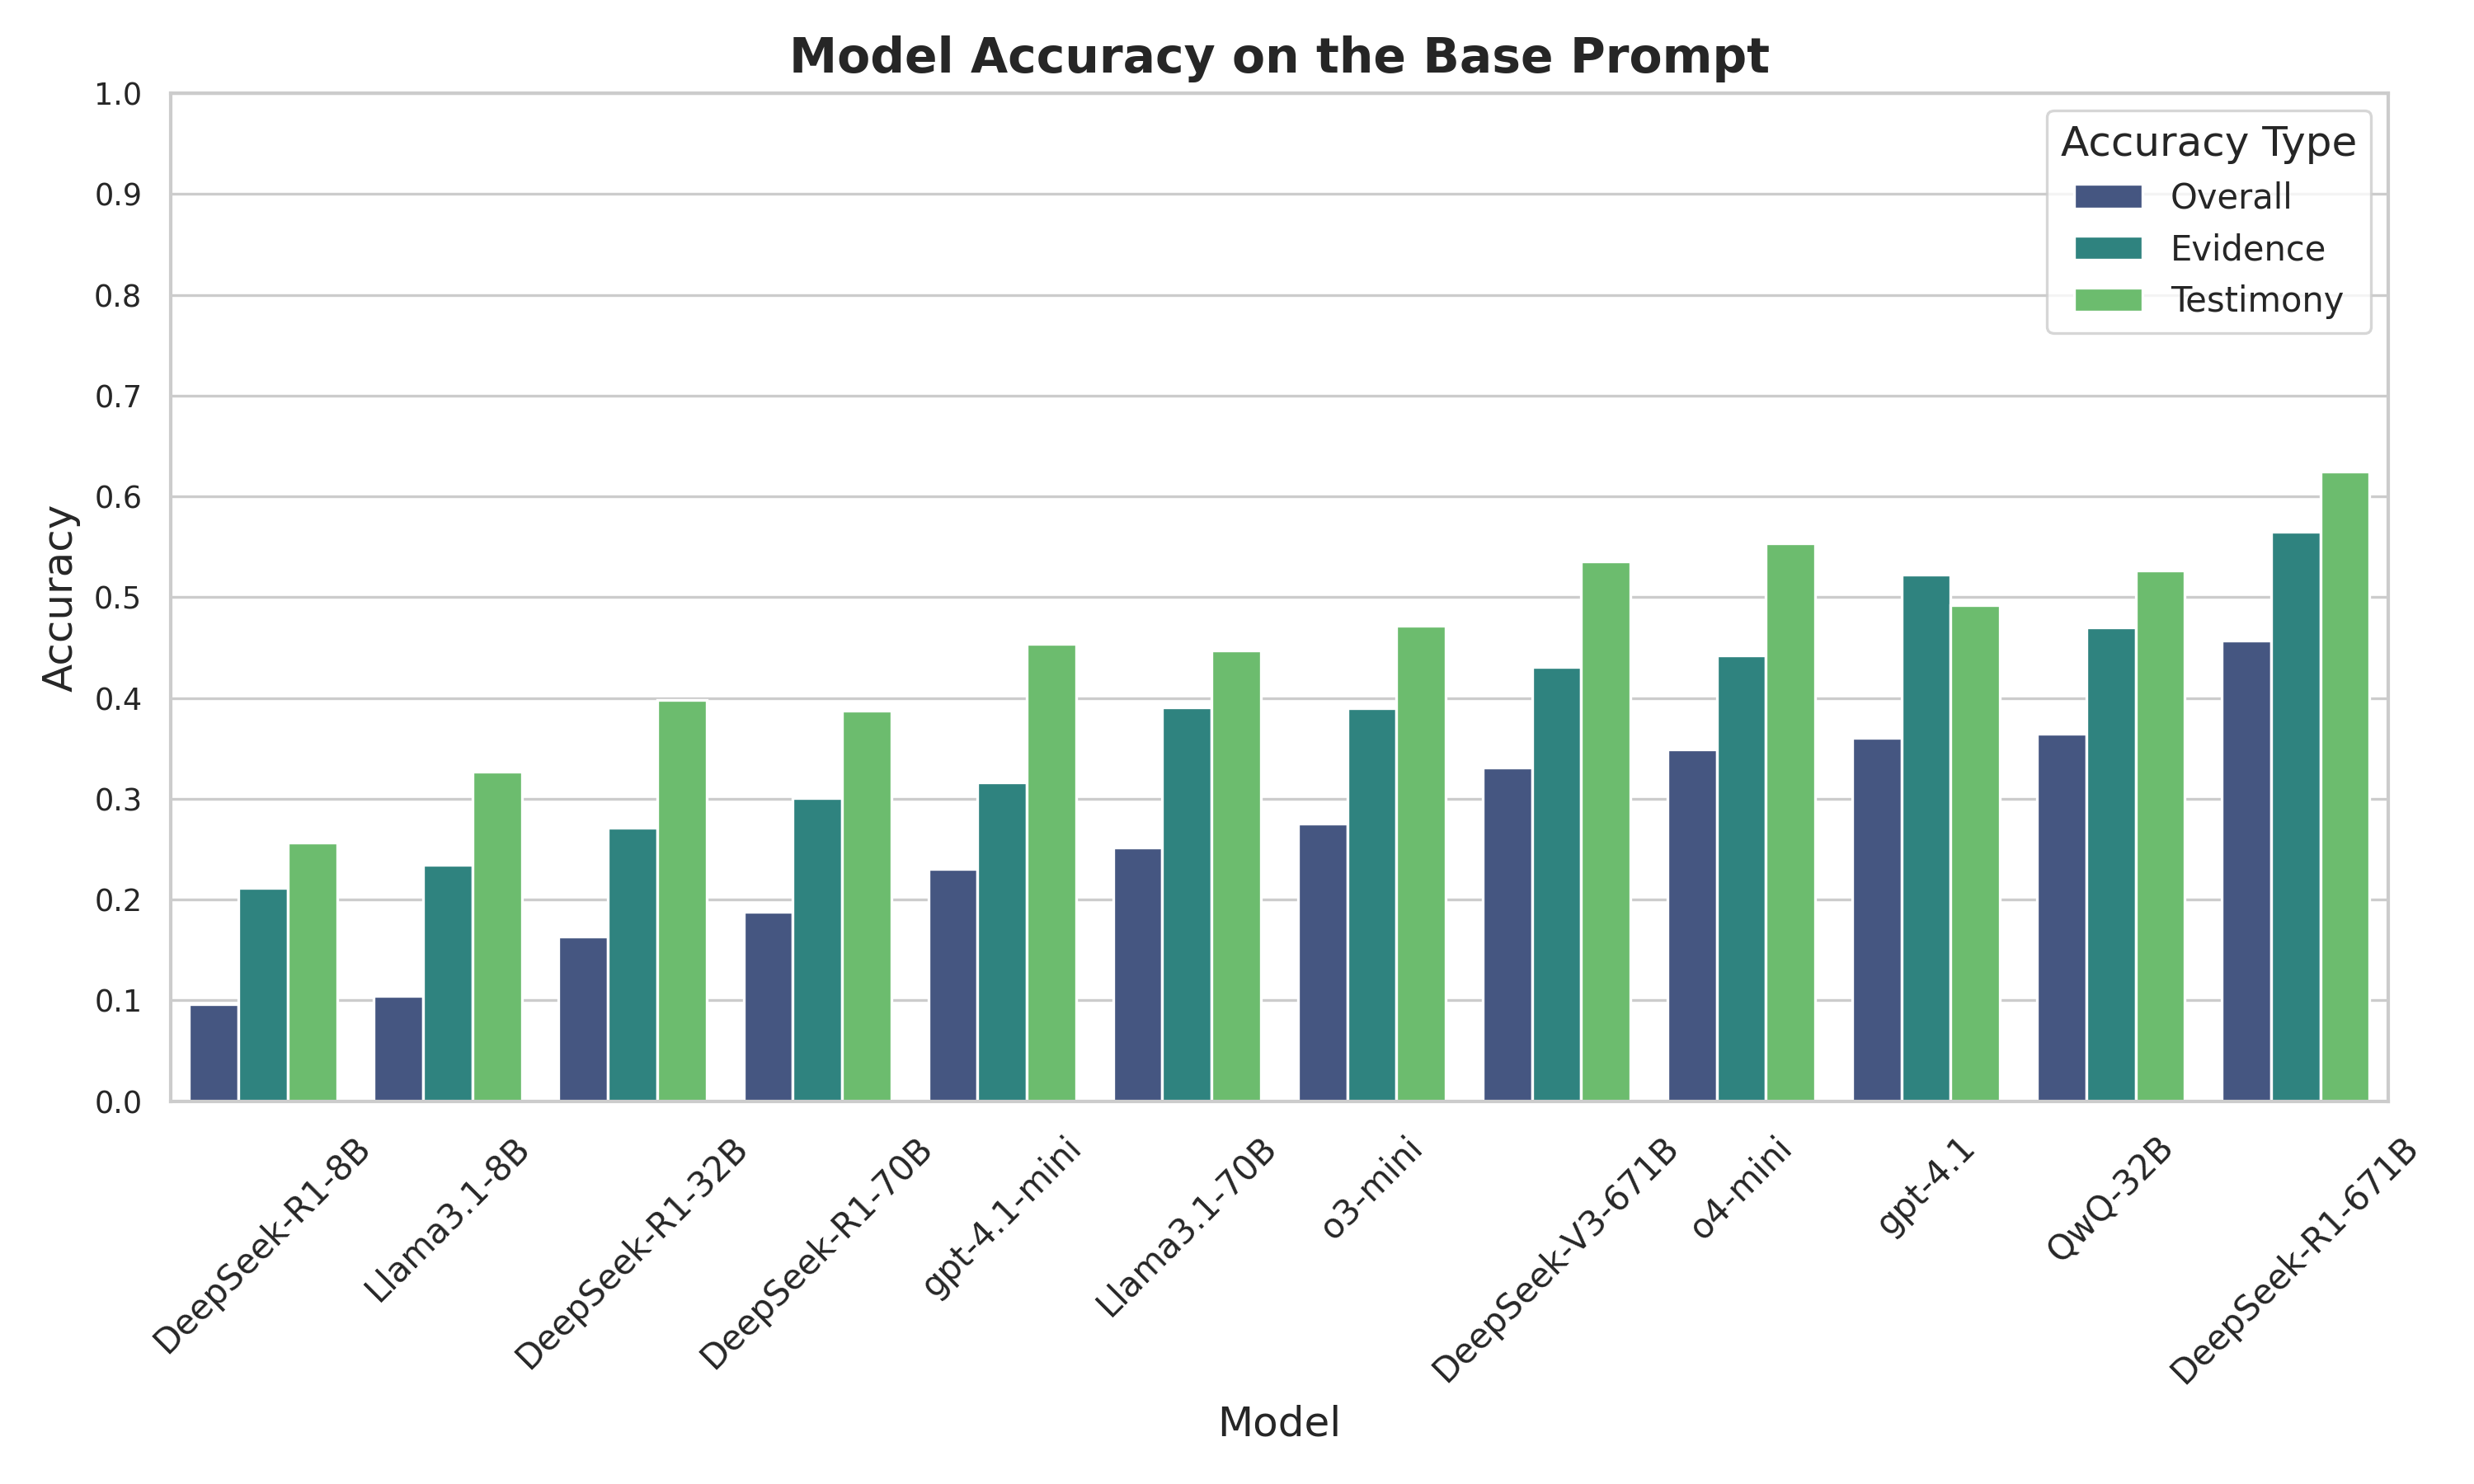 Model Accuracy on the Base Prompt
1.0
0.9
0.8
0.7
0.6
0.5
0.4
0.3
0.2
0.1
0.0
Accuracy
Accuracy Type
Overall
Evidence
Testimony
DeepSeek-R1-8B
Llama3.1-8B
DeepSeek-R1-32B
DeepSeek-R1-70B
gpt-4.1-mini
Llama3.1-70B
o3-mini
DeepSeek-V3-671B
o4-mini
gpt-4.1
QwQ-32B
DeepSeek-R1-671B
Model